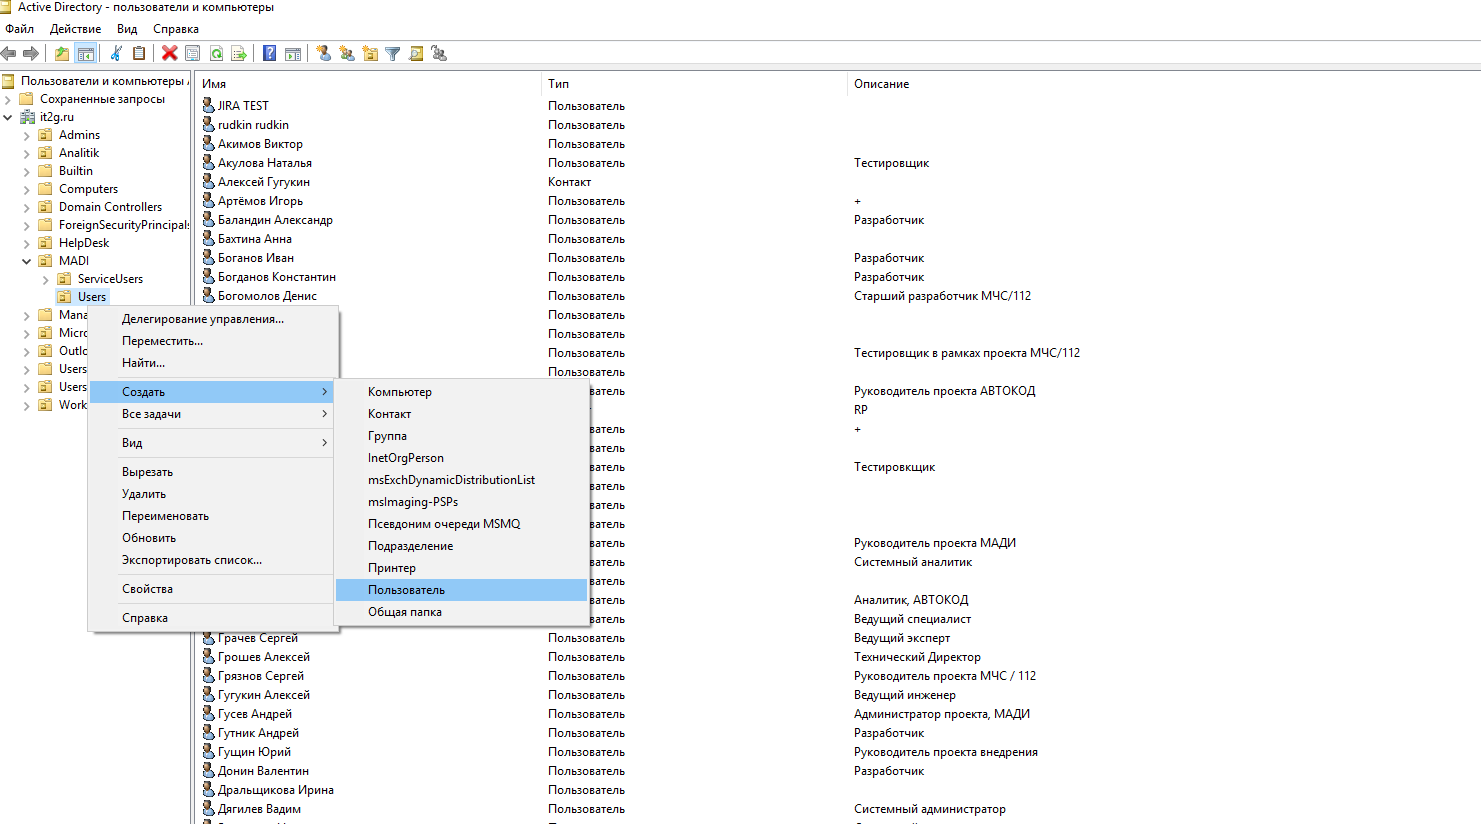 Active Directory - пользователи и компьютеры
Файл Действие Вид Справка
Пользователи и компьютеры
Сохраненные запросы
it2g.ru
Admins
Analitik
Builtin
Computers
Domain Controllers
ForeignSecurityPrincipals
HelpDesk
MADI
ServiceUsers
Users
Mana
Micro
Outlo
Users
Users
Work
Делегирование управления...
Переместить...
Найти...
Создать
Все задачи
Вид
Вырезать
Удалить
Переименовать
Обновить
Экспортировать список...
Свойства
Справка
Компьютер
Контакт
Группа
InetOrgPerson
msExchDynamicDistributionList
msImaging-PSPs
Псевдоним очереди MSMQ
Подразделение
Принтер
Пользователь
Общая папка
Имя Тип Описание
JIRA TEST Пользователь
rudkin rudkin Пользователь
Акимов Виктор Пользователь
Акулова Наталья Пользователь Тестировщик
Алексей Гугукин Контакт
Артёмов Игорь Пользователь +
Баландин Александр Пользователь Разработчик
Бахтина Анна Пользователь
Боганов Иван Пользователь Разработчик
Богданов Константин Пользователь Разработчик
Богомолов Денис Пользователь Старший разработчик МЧС/112
Пользователь
Пользователь
Пользователь Тестировщик в рамках проекта МЧС/112
Пользователь
ватель Руководитель проекта АВТОКОД
RP
ватель +
ватель
ватель Тестировкщик
ватель
ватель
ватель
ватель Руководитель проекта МАДИ
ватель Системный аналитик
ватель
ватель Аналитик, АВТОКОД
ватель Ведущий специалист
Грачев Сергей Пользователь Ведущий эксперт
Грошев Алексей Пользователь Технический Директор
Грязнов Сергей Пользователь Руководитель проекта МЧС / 112
Гугукин Алексей Пользователь Ведущий инженер
Гусев Андрей Пользователь Администратор проекта, МАДИ
Гутник Андрей Пользователь Разработчик
Гущин Юрий Пользователь Руководитель проекта внедрения
Донин Валентин Пользователь Разработчик
Дральщикова Ирина Пользователь
Дягилев Вадим Пользователь Системный администратор